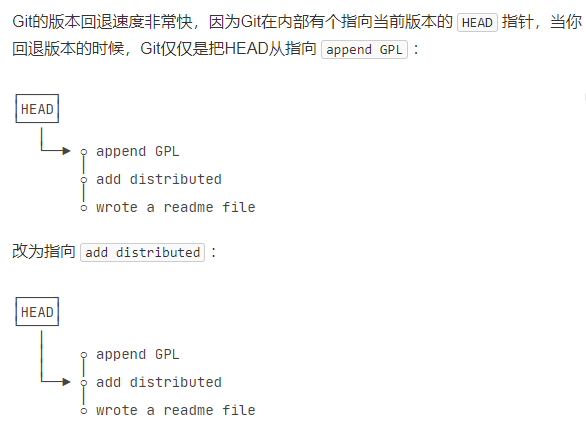 Git的版本回退速度非常快，因为Git在内部有个指向当前版本的 HEAD 指针，当你
回退版本的时候，Git仅仅是把HEAD从指向 append GPL ：
HEAD
append GPL
add distributed
wrote a readme file
改为指向 add distributed ：
HEAD
append GPL
add distributed
wrote a readme file